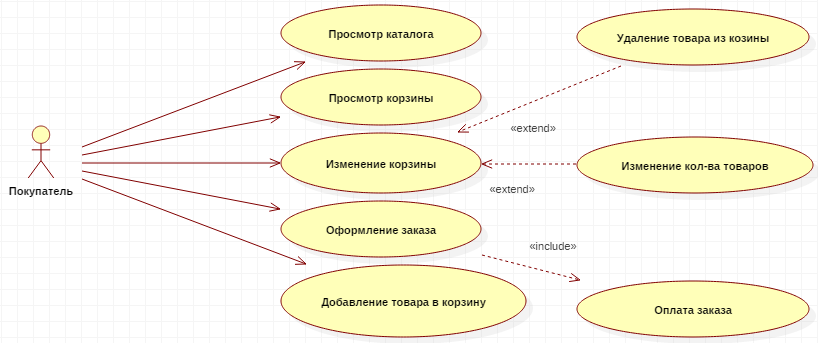 Просмотр каталога
Удаление товара из козины
Просмотр корзины
«extend»
Покупатель
Изменение корзины
Изменение кол-ва товаров
«extend»
Оформление заказа
«include»
Добавление товара в корзину
Оплата заказа